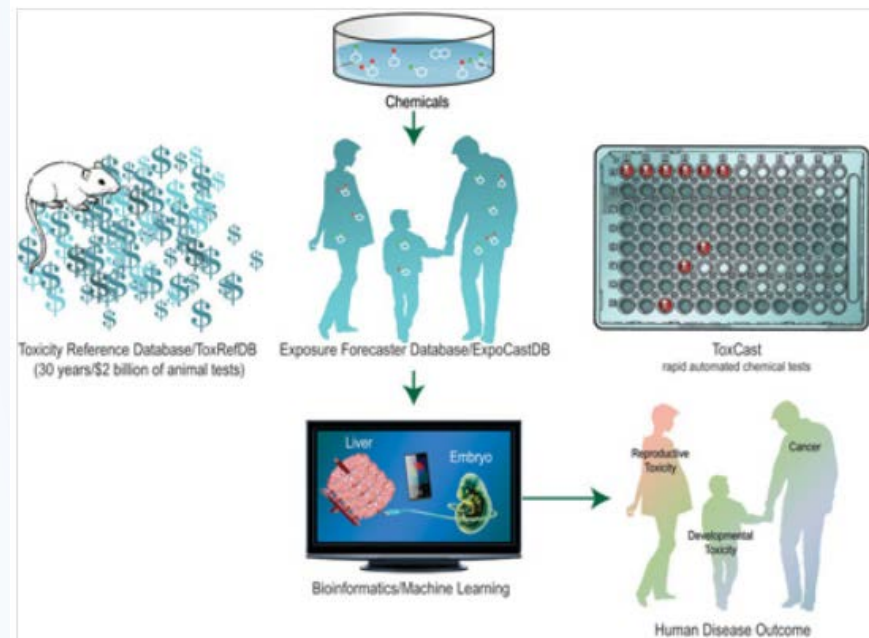 Chemicals
Toxicity Reference Database/ToxRefDB
(30 years/$2 billion of animal tests)
Exposure Forecaster Database/ExpoCastDB
ToxCast
rapid automated chemical tests
Liver
Embryo
Bioinformatics/Machine Learning
Reproductive
Toxicity
Cancer
Developmental
Toxicity
Human Disease Outcome